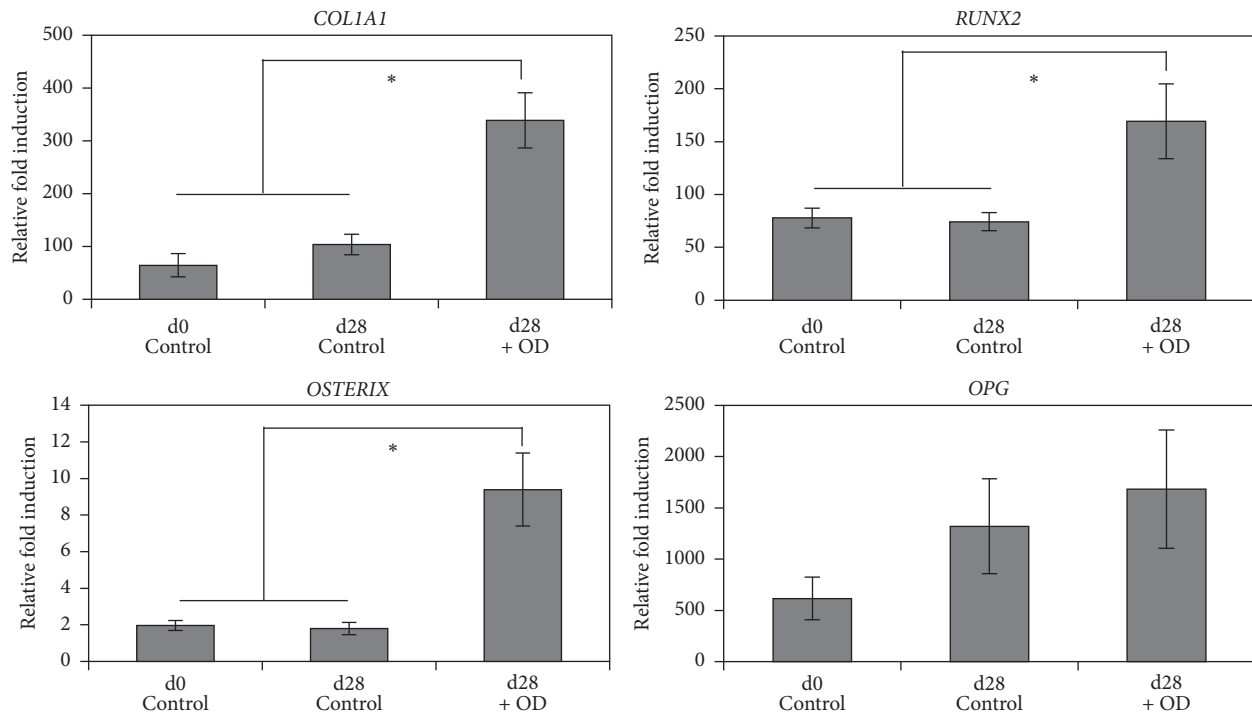 COL1A1
Relative fold induction
500
400
300
200
100
0
*
d0
Control
d28
Control
d28
+ OD
RUNX2
Relative fold induction
250
200
150
100
50
0
*
d0
Control
d28
Control
d28
+ OD
OSTERIX
Relative fold induction
14
12
10
8
6
4
2
0
*
d0
Control
d28
Control
d28
+ OD
OPG
Relative fold induction
2500
2000
1500
1000
500
0
d0
Control
d28
Control
d28
+ OD